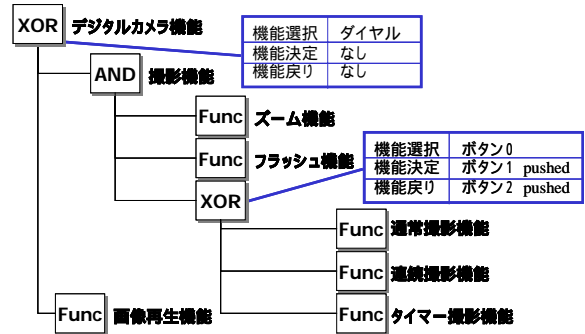 XOR デジタルカメラ機能
機能選択 ダイヤル
機能決定 なし
機能戻り なし
AND 撮影機能
Func ズーム機能
Func フラッシュ機能
機能選択 ボタン0
機能決定 ボタン1 pushed
機能戻り ボタン2 pushed
XOR
Func 通常撮影機能
Func 連続撮影機能
Func タイマー撮影機能
Func 画像再生機能